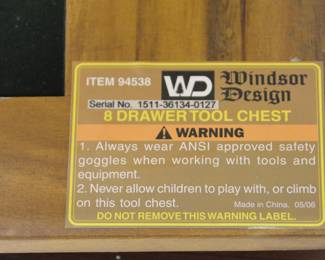 ITEM 94538 WD Windsor Design
Serial No. 1511-36134-0127
8 DRAWER TOOL CHEST
WARNING
1. Always wear ANSI approved safety
goggles when working with tools and
equipment.
2. Never allow children to play with, or climb
on this tool chest. Made in China. 05/06
DO NOT REMOVE THIS WARNING LABEL.